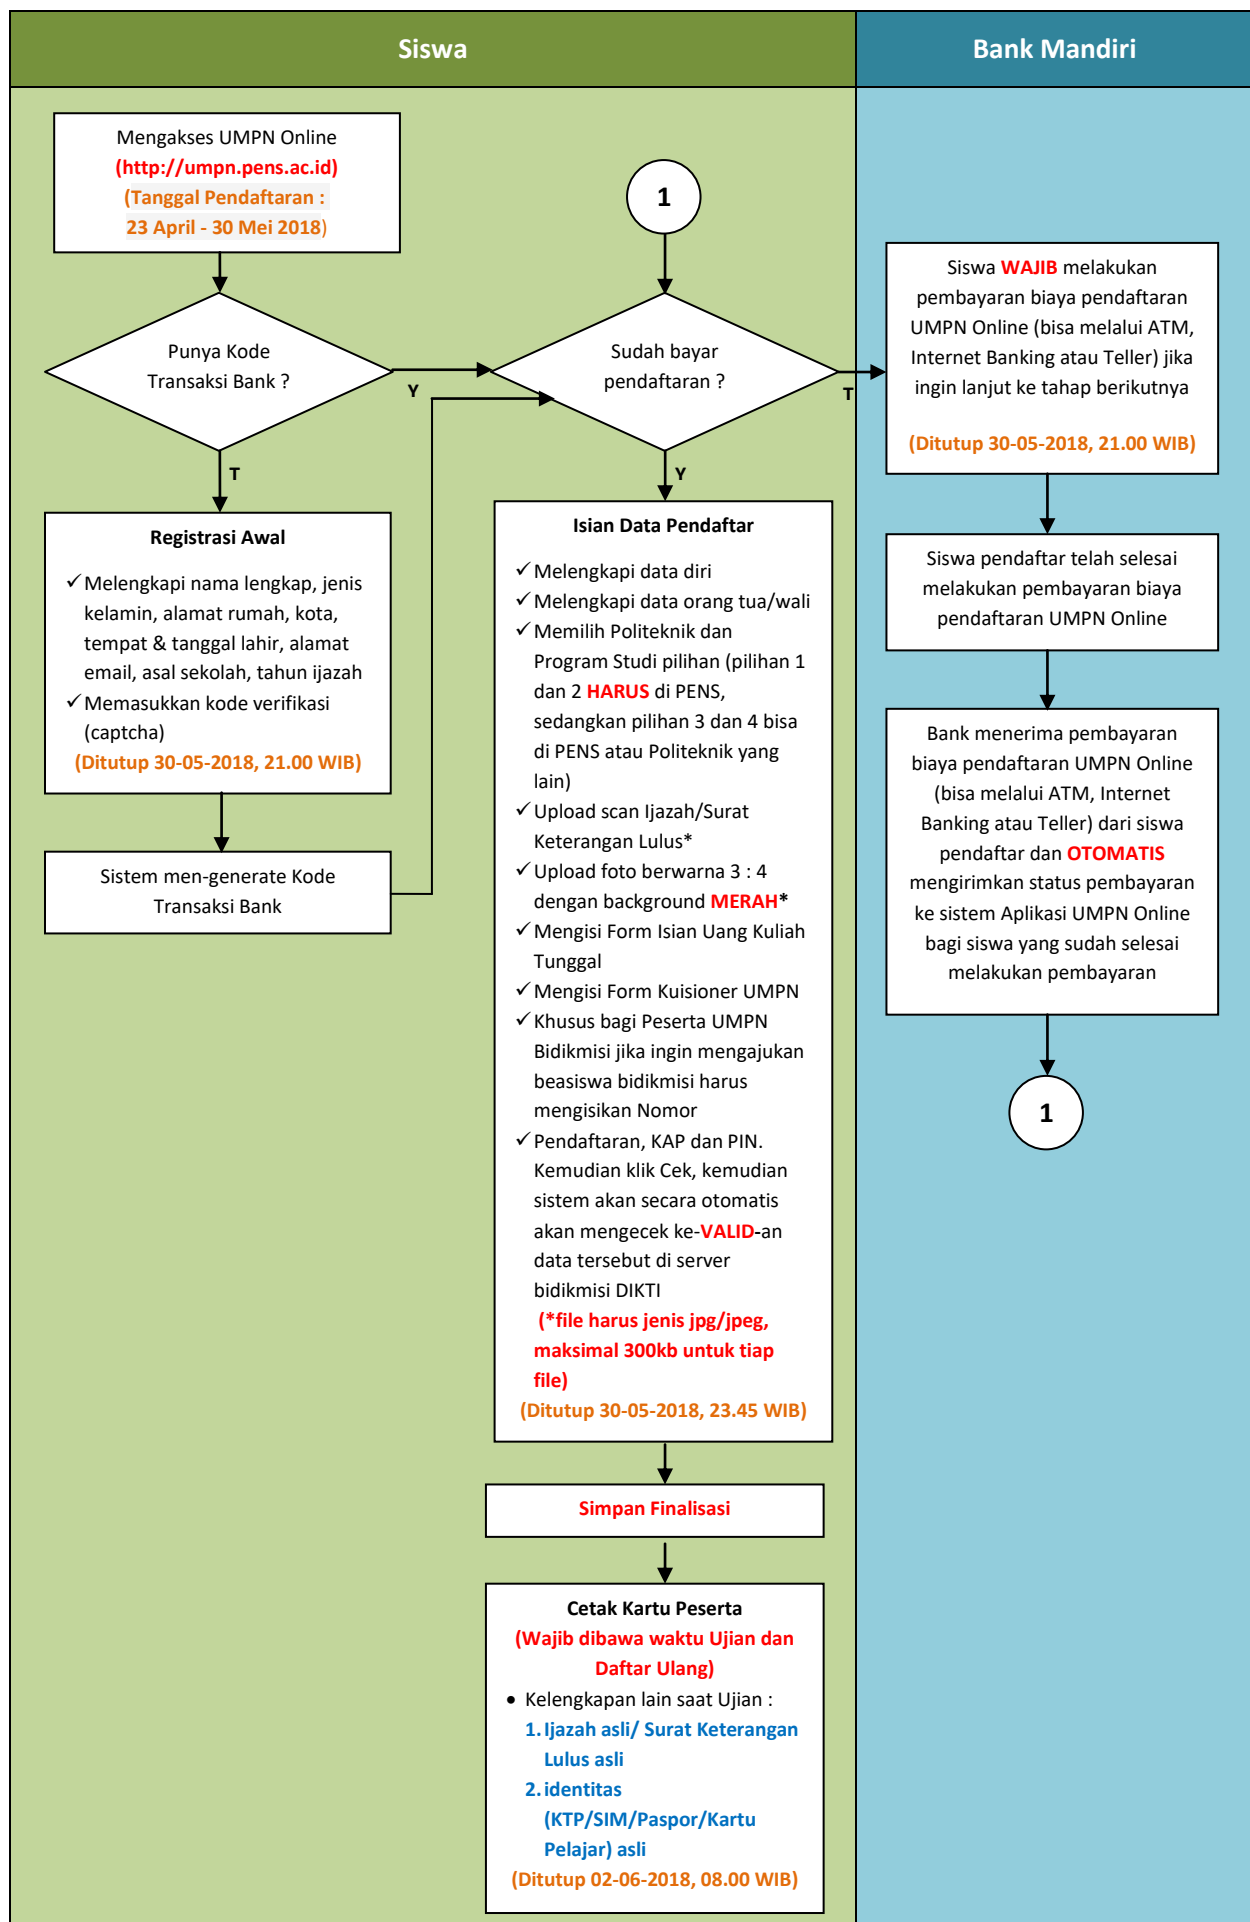 Siswa
Bank Mandiri
Mengakses UMPN Online
(http://umpn.pens.ac.id)
(Tanggal Pendaftaran :
23 April - 30 Mei 2018)
Punya Kode
Transaksi Bank ?
Y
T
Registrasi Awal
✓ Melengkapi nama lengkap, jenis
kelamin, alamat rumah, kota,
tempat & tanggal lahir, alamat
email, asal sekolah, tahun ijazah
✓ Memasukkan kode verifikasi
(captcha)
(Ditutup 30-05-2018, 21.00 WIB)
Sistem men-generate Kode
Transaksi Bank
1
Sudah bayar
pendaftaran ?
T
Y
Isian Data Pendaftar
✓ Melengkapi data diri
✓ Melengkapi data orang tua/wali
✓ Memilih Politeknik dan
Program Studi pilihan (pilihan 1
dan 2 HARUS di PENS,
sedangkan pilihan 3 dan 4 bisa
di PENS atau Politeknik yang
lain)
✓ Upload scan Ijazah/Surat
Keterangan Lulus*
✓ Upload foto berwarna 3 : 4
dengan background MERAH*
✓ Mengisi Form Isian Uang Kuliah
Tunggal
✓ Mengisi Form Kuisioner UMPN
✓ Khusus bagi Peserta UMPN
Bidikmisi jika ingin mengajukan
beasiswa bidikmisi harus
mengisikan Nomor
✓ Pendaftaran, KAP dan PIN.
Kemudian klik Cek, kemudian
sistem akan secara otomatis
akan mengecek ke-VALID-an
data tersebut di server
bidikmisi DIKTI
(*file harus jenis jpg/jpeg,
maksimal 300kb untuk tiap
file)
(Ditutup 30-05-2018, 23.45 WIB)
Simpan Finalisasi
Cetak Kartu Peserta
(Wajib dibawa waktu Ujian dan
Daftar Ulang)
• Kelengkapan lain saat Ujian :
1. Ijazah asli/ Surat Keterangan
Lulus asli
2. identitas
(KTP/SIM/Paspor/Kartu
Pelajar) asli
(Ditutup 02-06-2018, 08.00 WIB)
Siswa WAJIB melakukan
pembayaran biaya pendaftaran
UMPN Online (bisa melalui ATM,
Internet Banking atau Teller) jika
ingin lanjut ke tahap berikutnya
(Ditutup 30-05-2018, 21.00 WIB)
Siswa pendaftar telah selesai
melakukan pembayaran biaya
pendaftaran UMPN Online
Bank menerima pembayaran
biaya pendaftaran UMPN Online
(bisa melalui ATM, Internet
Banking atau Teller) dari siswa
pendaftar dan OTOMATIS
mengirimkan status pembayaran
ke sistem Aplikasi UMPN Online
bagi siswa yang sudah selesai
melakukan pembayaran
1